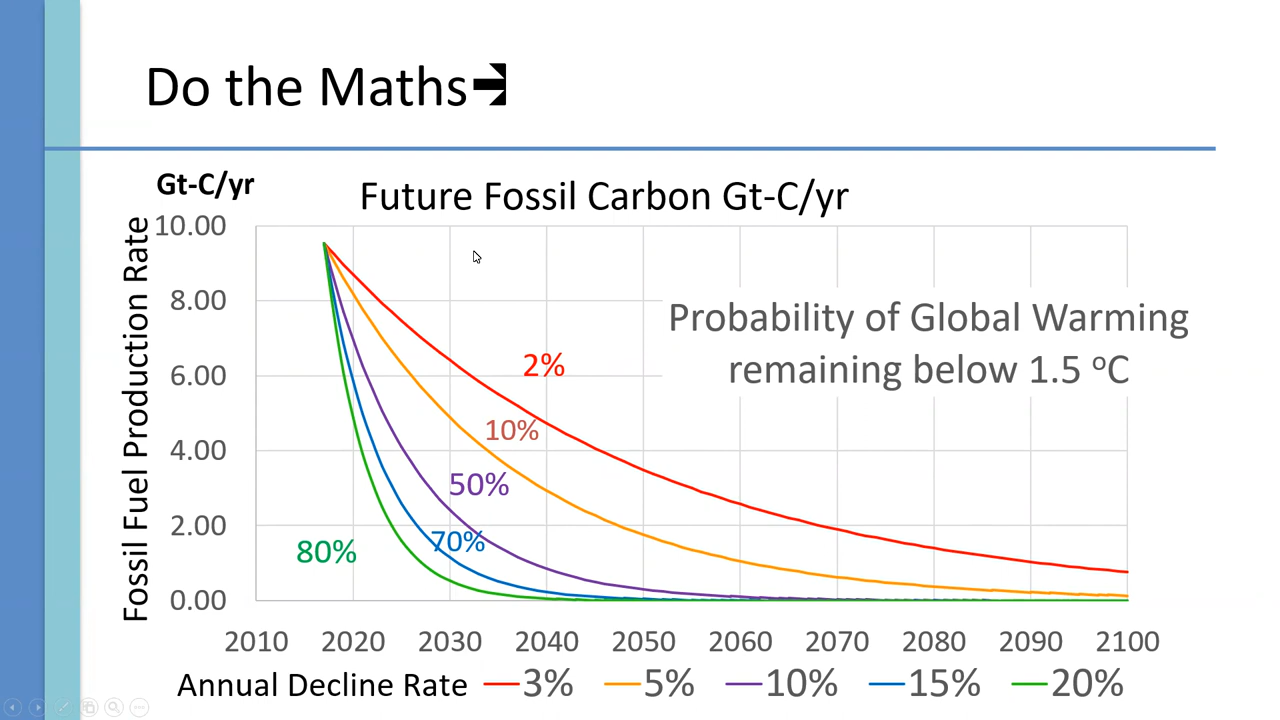 Do the Maths
Gt-C/yr
Future Fossil Carbon Gt-C/yr
Fossil Fuel Production Rate
10.00
8.00
6.00
4.00
2.00
0.00
Probability of Global Warming
remaining below 1.5 ºC
2%
10%
50%
70%
80%
2010 2020 2030 2040 2050 2060 2070 2080 2090 2100
Annual Decline Rate 3% 5% 10% 15% 20%